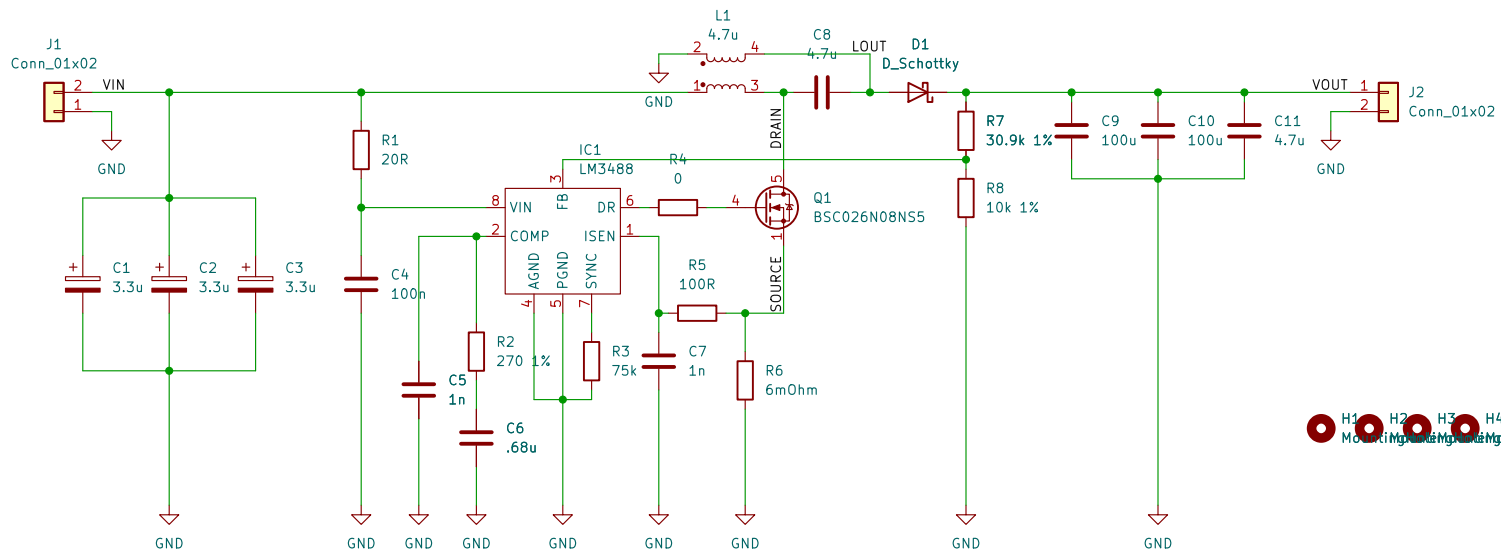 J1
Conn_01x02
2
1
VIN
GND
C1
3.3u
C2
3.3u
C3
3.3u
GND
R1
20R
C4
100n
GND
IC1
LM3488
8
VIN
2
COMP
3
FB
DR
6
ISEN
1
AGND
4
PGND
5
SYNC
7
C5
1n
GND
R2
270 1%
C6
.68u
GND
R3
75k
GND
L1
4.7u
2
4
1
3
GND
C8
4.7u
LOUT
D1
D_Schottky
DRAIN
R4
0
4
5
1
Q1
BSC026N08NS5
SOURCE
R5
100R
C7
1n
GND
R6
6mOhm
GND
R7
30.9k 1%
R8
10k 1%
GND
C9
100u
C10
100u
C11
4.7u
GND
VOUT
1
2
J2
Conn_01x02
GND
H1
H2
H3
H4